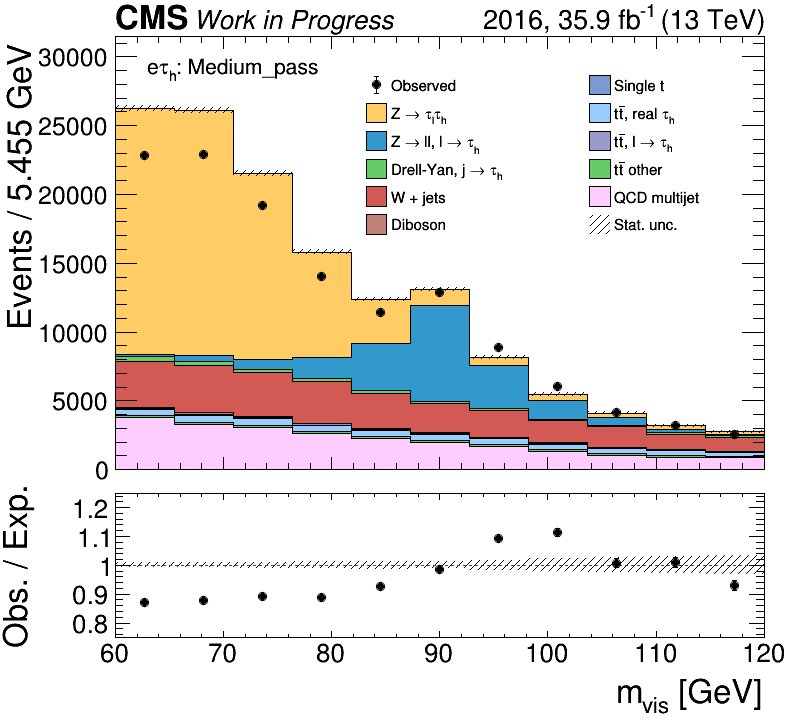 CMS Work in Progress 2016, 35.9 fb⁻¹ (13 TeV)
eτₕ: Medium_pass
Observed
Z → τₗτₕ
Z → ll, l → τₕ
Drell-Yan, j → τₕ
W + jets
Diboson
Single t
tt̄, real τₕ
tt̄, l → τₕ
tt̄ other
QCD multijet
Stat. unc.
Events / 5.455 GeV
30000
25000
20000
15000
10000
5000
0
Obs. / Exp.
1.2
1.1
1
0.9
0.8
60 70 80 90 100 110 120
m_vis [GeV]